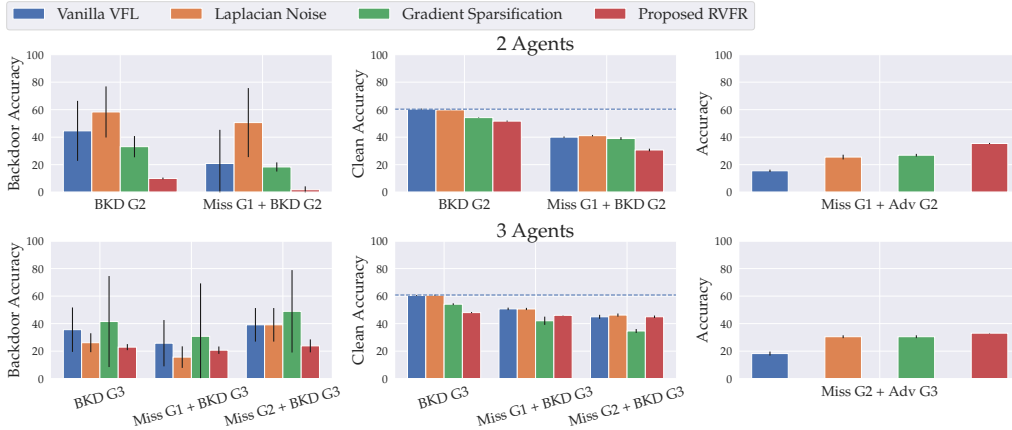 Vanilla VFL Laplacian Noise Gradient Sparsification Proposed RVFR
2 Agents
Backdoor Accuracy
100
80
60
40
20
0
BKD G2 Miss G1 + BKD G2
Clean Accuracy
100
80
60
40
20
0
BKD G2 Miss G1 + BKD G2
Accuracy
100
80
60
40
20
0
Miss G1 + Adv G2
3 Agents
Backdoor Accuracy
100
80
60
40
20
0
BKD G3 Miss G1 + BKD G3 Miss G2 + BKD G3
Clean Accuracy
100
80
60
40
20
0
BKD G3 Miss G1 + BKD G3 Miss G2 + BKD G3
Accuracy
100
80
60
40
20
0
Miss G2 + Adv G3